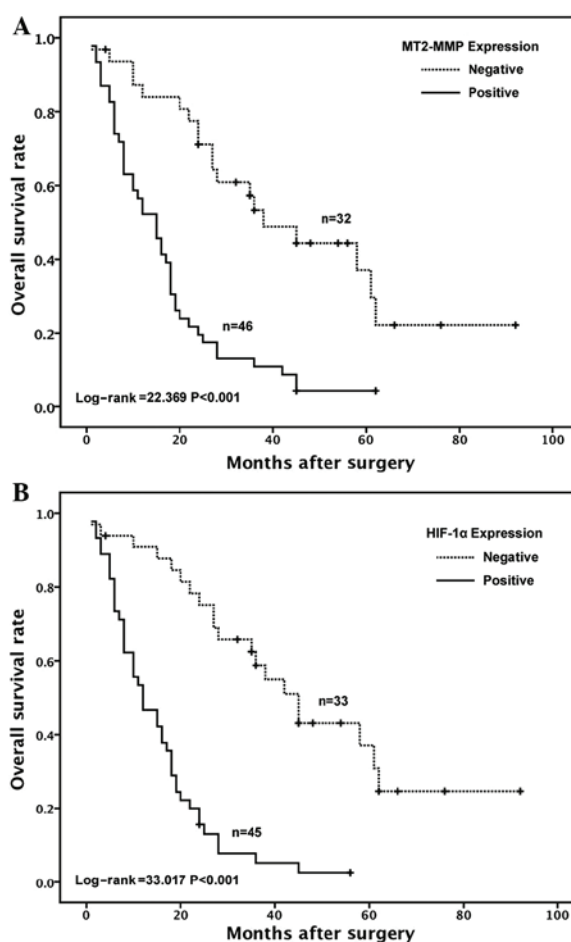 A
MT2-MMP Expression
Negative
Positive
1.0
0.8
0.6
0.4
0.2
0.0
Overall survival rate
n=32
n=46
Log-rank =22.369 P<0.001
0 20 40 60 80 100
Months after surgery
B
HIF-1α Expression
Negative
Positive
1.0
0.8
0.6
0.4
0.2
0.0
Overall survival rate
n=33
n=45
Log-rank =33.017 P<0.001
0 20 40 60 80 100
Months after surgery